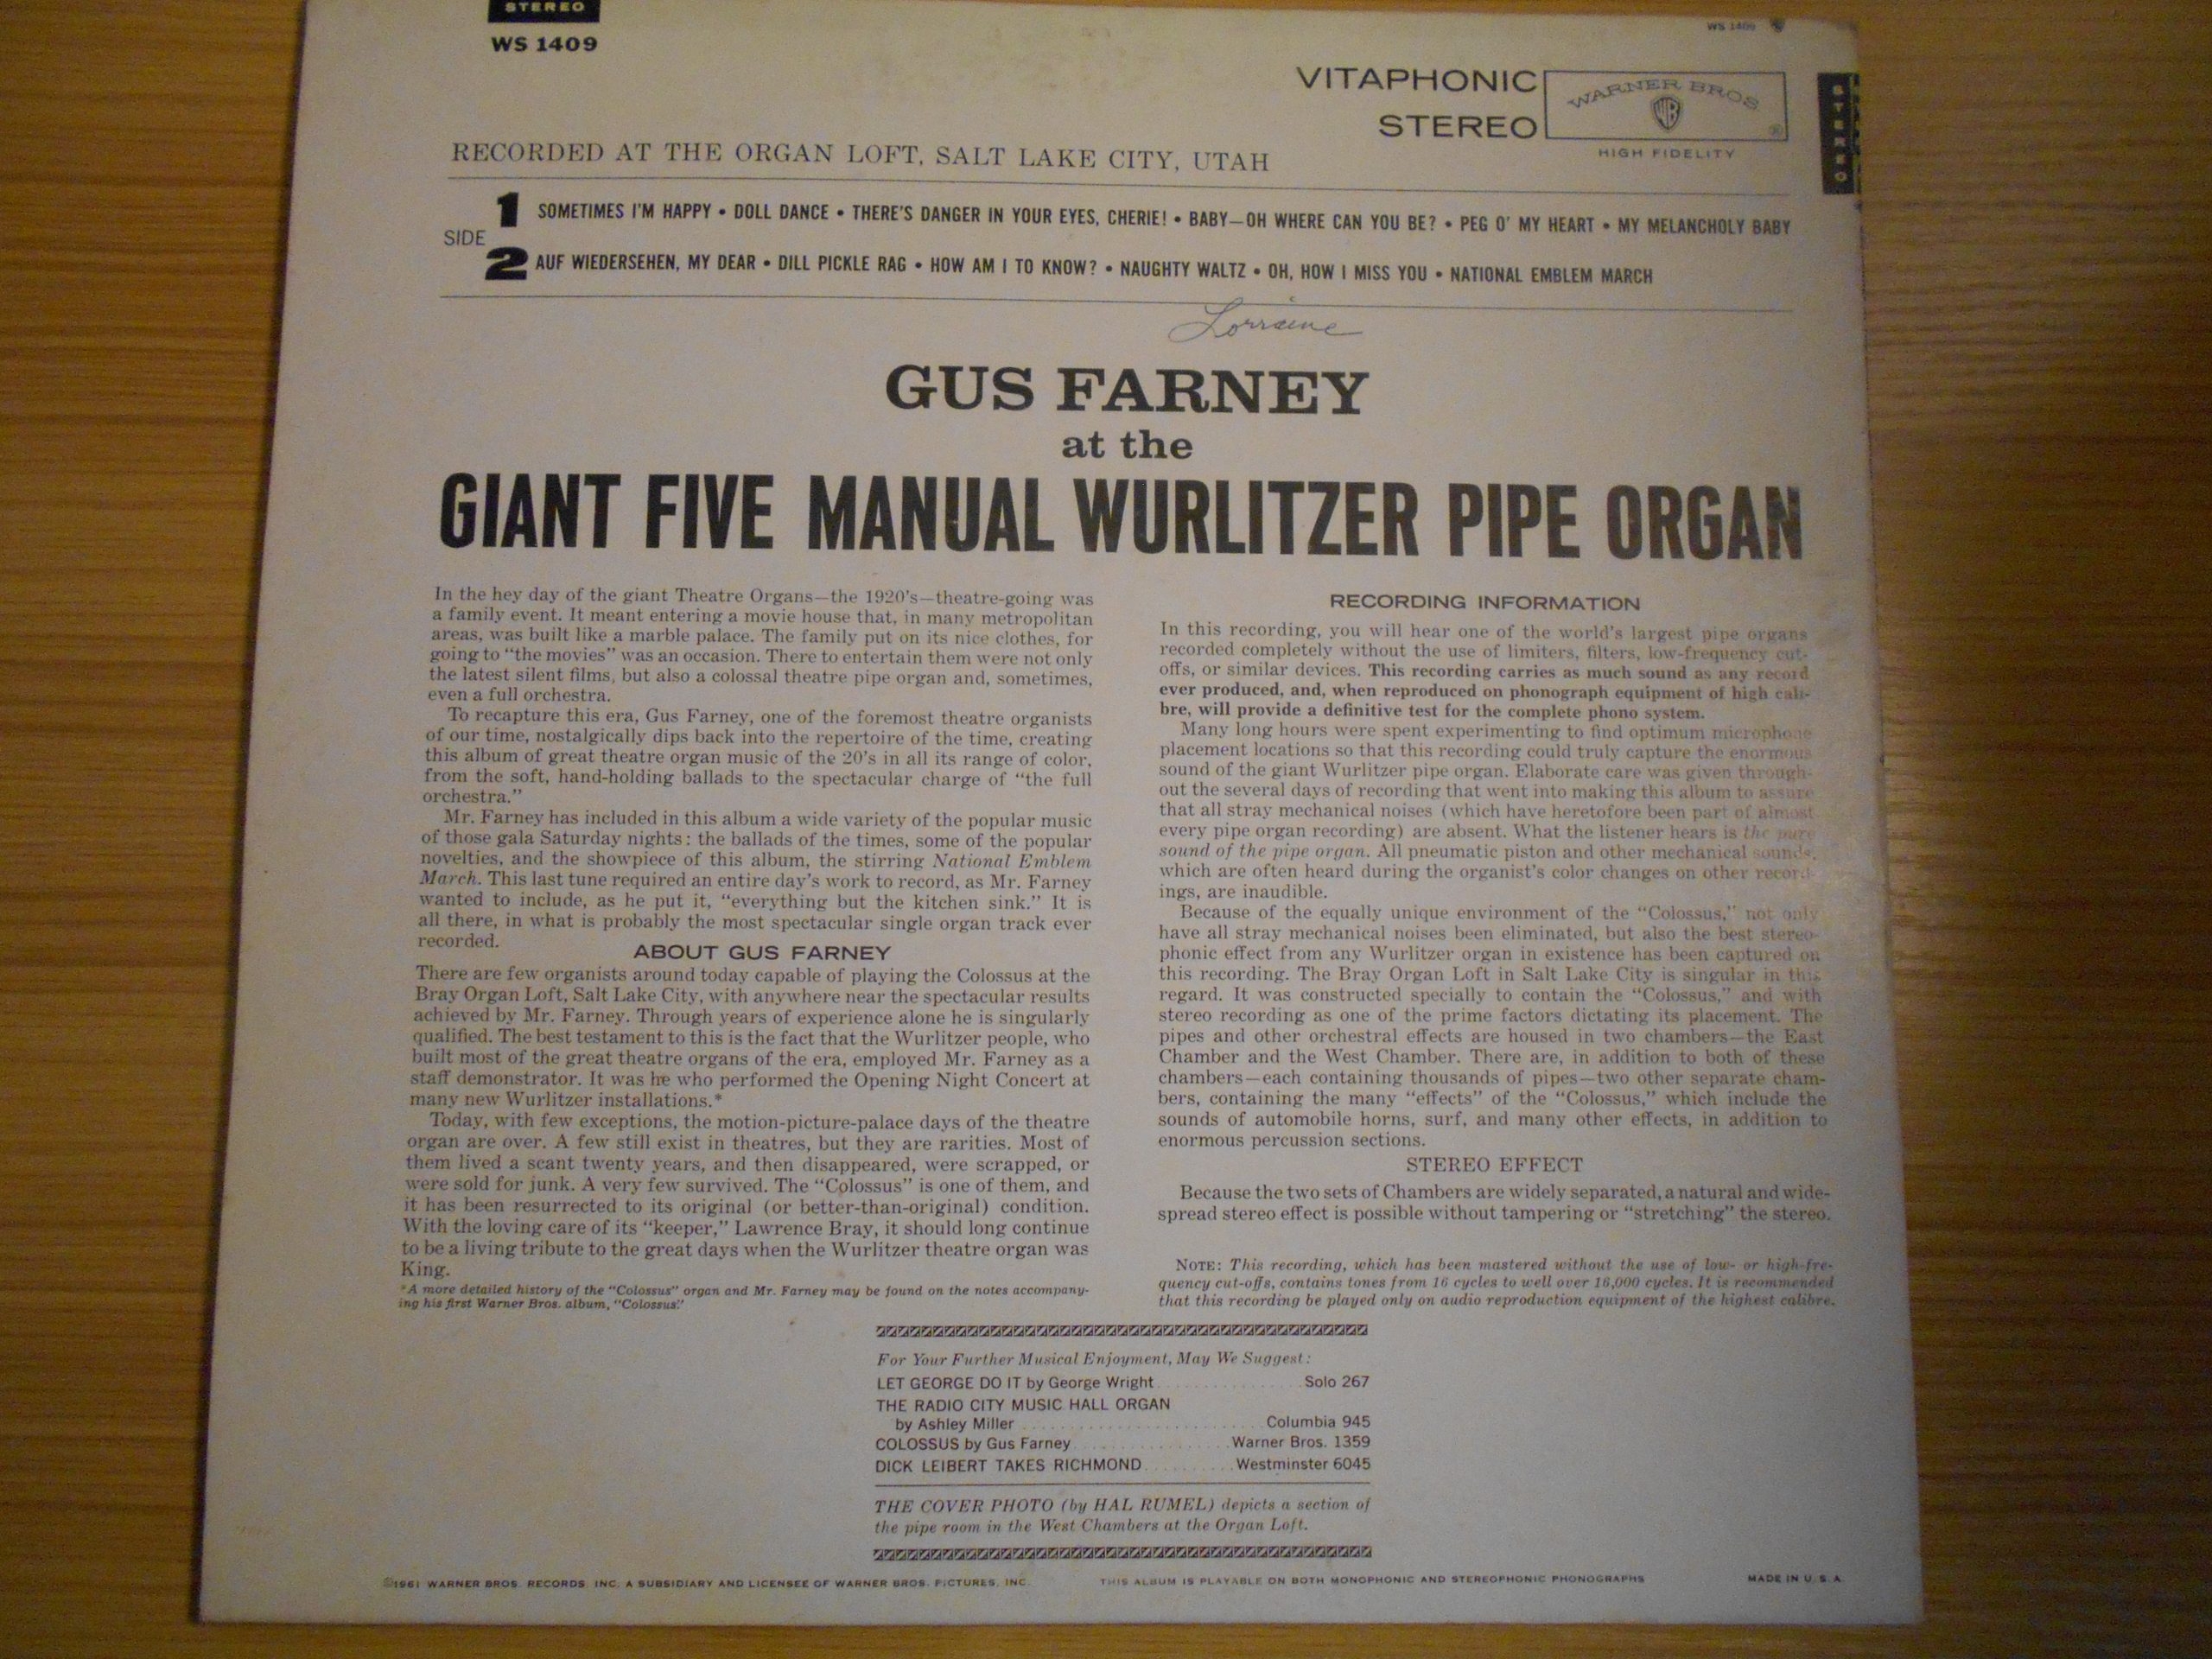 STEREO
WS 1409
WS 1409
VITAPHONIC
STEREO
WARNER BROS
WB
®
HIGH FIDELITY
STEREO
RECORDED AT THE ORGAN LOFT, SALT LAKE CITY, UTAH
SIDE
1 SOMETIMES I'M HAPPY • DOLL DANCE • THERE'S DANGER IN YOUR EYES, CHERIE! • BABY—OH WHERE CAN YOU BE? • PEG O' MY HEART • MY MELANCHOLY BABY
2 AUF WIEDERSEHEN, MY DEAR • DILL PICKLE RAG • HOW AM I TO KNOW? • NAUGHTY WALTZ • OH, HOW I MISS YOU • NATIONAL EMBLEM MARCH
Lorraine
GUS FARNEY
at the
GIANT FIVE MANUAL WURLITZER PIPE ORGAN
In the hey day of the giant Theatre Organs—the 1920's—theatre-going was
a family event. It meant entering a movie house that, in many metropolitan
areas, was built like a marble palace. The family put on its nice clothes, for
going to "the movies" was an occasion. There to entertain them were not only
the latest silent films, but also a colossal theatre pipe organ and, sometimes,
even a full orchestra.
To recapture this era, Gus Farney, one of the foremost theatre organists
of our time, nostalgically dips back into the repertoire of the time, creating
this album of great theatre organ music of the 20's in all its range of color,
from the soft, hand-holding ballads to the spectacular charge of "the full
orchestra."
Mr. Farney has included in this album a wide variety of the popular music
of those gala Saturday nights: the ballads of the times, some of the popular
novelties, and the showpiece of this album, the stirring National Emblem
March. This last tune required an entire day's work to record, as Mr. Farney
wanted to include, as he put it, "everything but the kitchen sink." It is
all there, in what is probably the most spectacular single organ track ever
recorded.
ABOUT GUS FARNEY
There are few organists around today capable of playing the Colossus at the
Bray Organ Loft, Salt Lake City, with anywhere near the spectacular results
achieved by Mr. Farney. Through years of experience alone he is singularly
qualified. The best testament to this is the fact that the Wurlitzer people, who
built most of the great theatre organs of the era, employed Mr. Farney as a
staff demonstrator. It was he who performed the Opening Night Concert at
many new Wurlitzer installations.*
Today, with few exceptions, the motion-picture-palace days of the theatre
organ are over. A few still exist in theatres, but they are rarities. Most of
them lived a scant twenty years, and then disappeared, were scrapped, or
were sold for junk. A very few survived. The "Colossus" is one of them, and
it has been resurrected to its original (or better-than-original) condition.
With the loving care of its "keeper," Lawrence Bray, it should long continue
to be a living tribute to the great days when the Wurlitzer theatre organ was
King.
*A more detailed history of the "Colossus" organ and Mr. Farney may be found on the notes accompany-
ing his first Warner Bros. album, "Colossus."
RECORDING INFORMATION
In this recording, you will hear one of the world's largest pipe organs
recorded completely without the use of limiters, filters, low-frequency cut-
offs, or similar devices. This recording carries as much sound as any record
ever produced, and, when reproduced on phonograph equipment of high cali-
bre, will provide a definitive test for the complete phono system.
Many long hours were spent experimenting to find optimum microphone
placement locations so that this recording could truly capture the enormous
sound of the giant Wurlitzer pipe organ. Elaborate care was given through-
out the several days of recording that went into making this album to assure
that all stray mechanical noises (which have heretofore been part of almost
every pipe organ recording) are absent. What the listener hears is the pure
sound of the pipe organ. All pneumatic piston and other mechanical sounds,
which are often heard during the organist's color changes on other record-
ings, are inaudible.
Because of the equally unique environment of the "Colossus," not only
have all stray mechanical noises been eliminated, but also the best stereo-
phonic effect from any Wurlitzer organ in existence has been captured on
this recording. The Bray Organ Loft in Salt Lake City is singular in this
regard. It was constructed specially to contain the "Colossus," and with
stereo recording as one of the prime factors dictating its placement. The
pipes and other orchestral effects are housed in two chambers—the East
Chamber and the West Chamber. There are, in addition to both of these
chambers—each containing thousands of pipes—two other separate cham-
bers, containing the many "effects" of the "Colossus," which include the
sounds of automobile horns, surf, and many other effects, in addition to
enormous percussion sections.
STEREO EFFECT
Because the two sets of Chambers are widely separated, a natural and wide-
spread stereo effect is possible without tampering or "stretching" the stereo.
NOTE: This recording, which has been mastered without the use of low- or high-fre-
quency cut-offs, contains tones from 16 cycles to well over 16,000 cycles. It is recommended
that this recording be played only on audio reproduction equipment of the highest calibre.
For Your Further Musical Enjoyment, May We Suggest:
LET GEORGE DO IT by George Wright . . . . . . . . . . . . . Solo 267
THE RADIO CITY MUSIC HALL ORGAN
by Ashley Miller . . . . . . . . . . . . . . . . . . . . . . Columbia 945
COLOSSUS by Gus Farney . . . . . . . . . . . . . . Warner Bros. 1359
DICK LEIBERT TAKES RICHMOND . . . . . . . . . . Westminster 6045
THE COVER PHOTO (by HAL RUMEL) depicts a section of
the pipe room in the West Chambers at the Organ Loft.
©1961 WARNER BROS. RECORDS, INC. A SUBSIDIARY AND LICENSEE OF WARNER BROS. PICTURES, INC. THIS ALBUM IS PLAYABLE ON BOTH MONOPHONIC AND STEREOPHONIC PHONOGRAPHS MADE IN U.S.A.